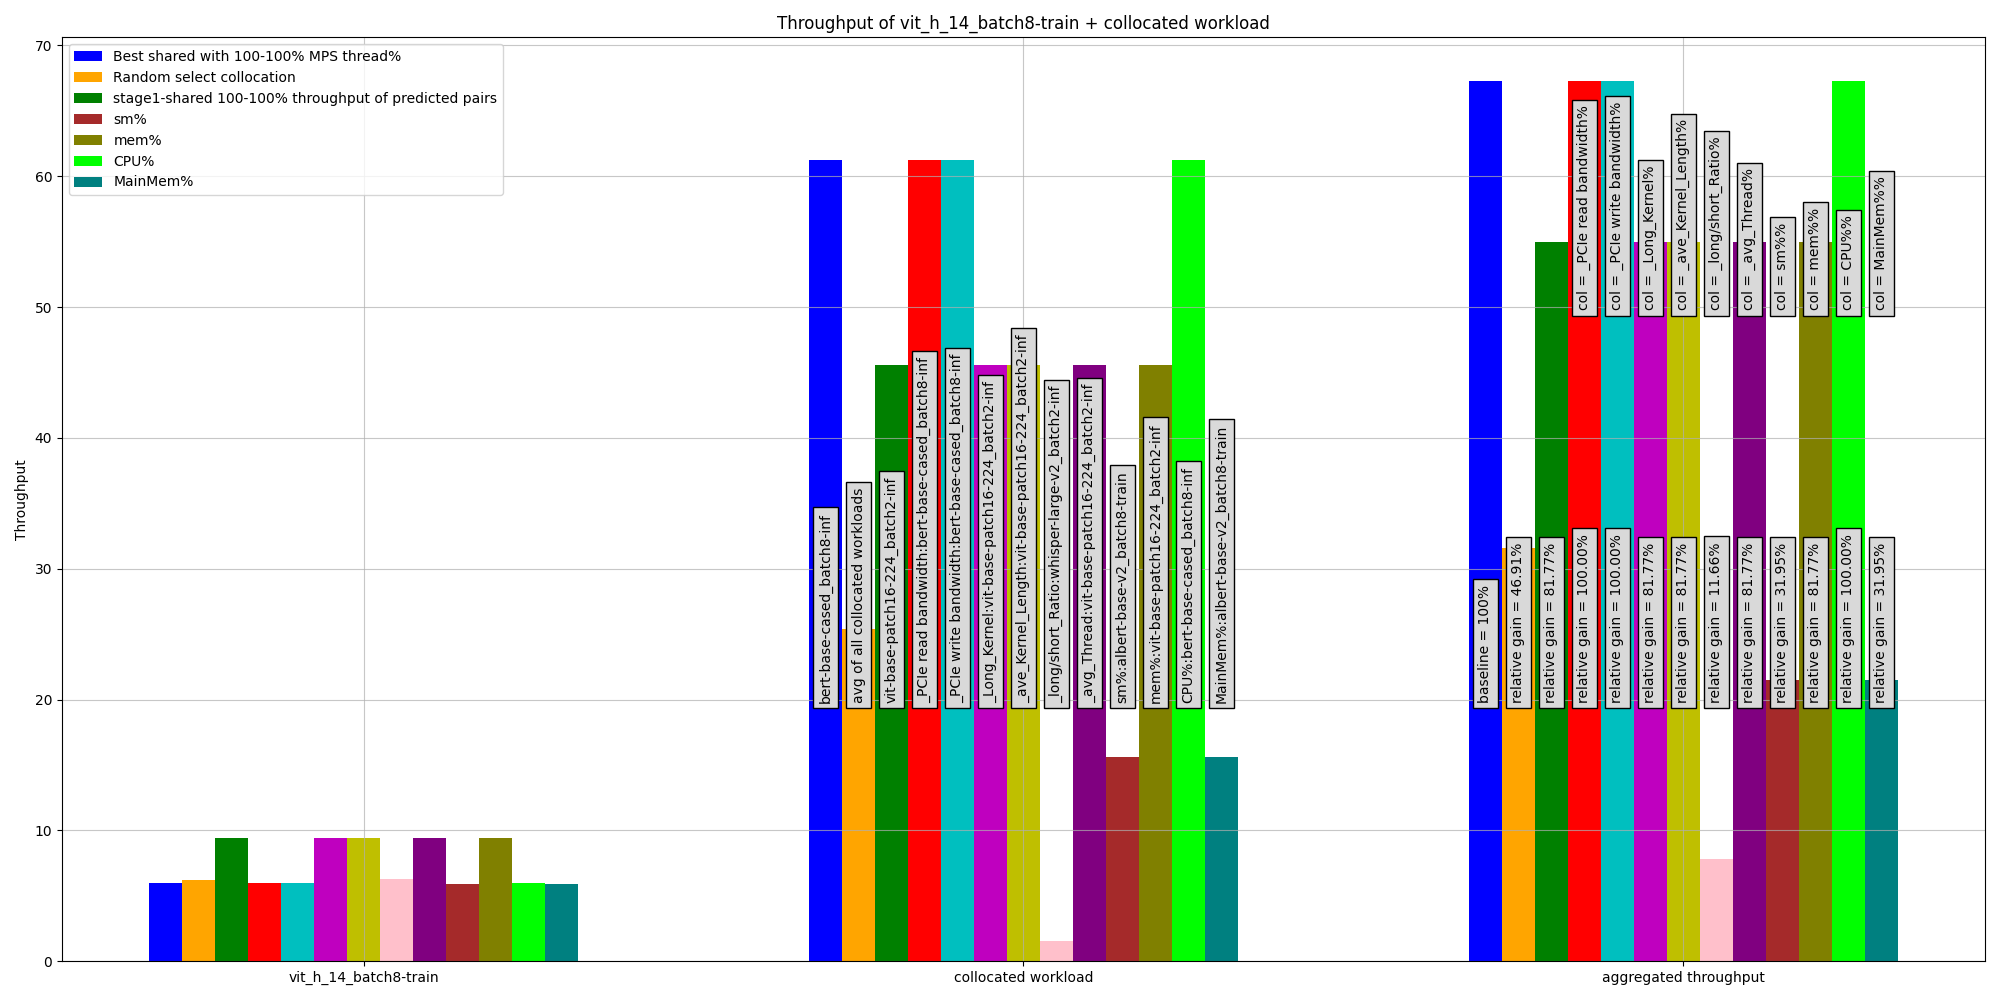 Throughput of vit_h_14_batch8-train + collocated workload
Best shared with 100-100% MPS thread%
Random select collocation
stage1-shared 100-100% throughput of predicted pairs
sm%
mem%
CPU%
MainMem%
Throughput
70
60
50
40
30
20
10
0
bert-base-cased_batch8-inf
avg of all collocated workloads
vit-base-patch16-224_batch2-inf
_PCIe read bandwidth:bert-base-cased_batch8-inf
_PCIe write bandwidth:bert-base-cased_batch8-inf
_Long_Kernel:vit-base-patch16-224_batch2-inf
_ave_Kernel_Length:vit-base-patch16-224_batch2-inf
_long/short_Ratio:whisper-large-v2_batch2-inf
_avg_Thread:vit-base-patch16-224_batch2-inf
sm%:albert-base-v2_batch8-train
mem%:vit-base-patch16-224_batch2-inf
CPU%:bert-base-cased_batch8-inf
MainMem%:albert-base-v2_batch8-train
col = _PCIe read bandwidth%
col = _PCIe write bandwidth%
col = _Long_Kernel%
col = _ave_Kernel_Length%
col = _long/short_Ratio%
col = _avg_Thread%
col = sm%%
col = mem%%
col = CPU%%
col = MainMem%%
baseline = 100%
relative gain = 46.91%
relative gain = 81.77%
relative gain = 100.00%
relative gain = 100.00%
relative gain = 81.77%
relative gain = 81.77%
relative gain = 11.66%
relative gain = 81.77%
relative gain = 31.95%
relative gain = 81.77%
relative gain = 100.00%
relative gain = 31.95%
vit_h_14_batch8-train
collocated workload
aggregated throughput